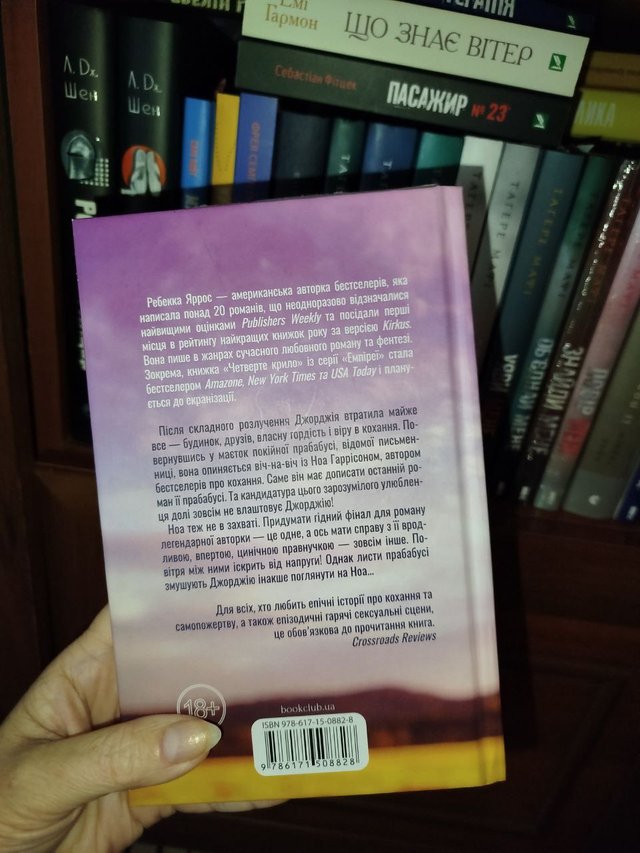 Емі
Гармон
ЩО ЗНАЄ ВІТЕР
Себастіан Фітцек
ПАСАЖИР № 23
Л. Дж.
Шен
Л. Дж.
Шен
Ребекка Яррос — американська авторка бестселерів, яка
написала понад 20 романів, що неодноразово відзначалися
найвищими оцінками Publishers Weekly та посідали перші
місця в рейтингу найкращих книжок року за версією Kirkus.
Вона пише в жанрах сучасного любовного роману та фентезі.
Зокрема, книжка «Четверте крило» із серії «Емпіреї» стала
бестселером Amazone, New York Times та USA Today і плану-
ється до екранізації.
Після складного розлучення Джорджія втратила майже
все — будинок, друзів, власну гордість і віру в кохання. По-
вернувшись у маєток покійної прабабусі, відомої письмен-
ниці, вона опиняється віч-на-віч із Ноа Гаррісоном, автором
бестселерів про кохання. Саме він має дописати останній ро-
ман її прабабусі. Та кандидатура цього зарозумілого улюблен-
ця долі зовсім не влаштовує Джорджію!
Ноа теж не в захваті. Придумати гідний фінал для роману
легендарної авторки — це одне, а ось мати справу з її врод-
ливою, впертою, цинічною правнучкою — зовсім інше. По-
вітря між ними іскрить від напруги! Однак листи прабабусі
змушують Джорджію інакше поглянути на Ноа...
Для всіх, хто любить епічні історії про кохання та
самопожертву, а також епізодичні гарячі сексуальні сцени,
це обов'язкова до прочитання книга.
Crossroads Reviews
18+
bookclub.ua
ISBN 978-617-15-0882-8
9 786171 508828